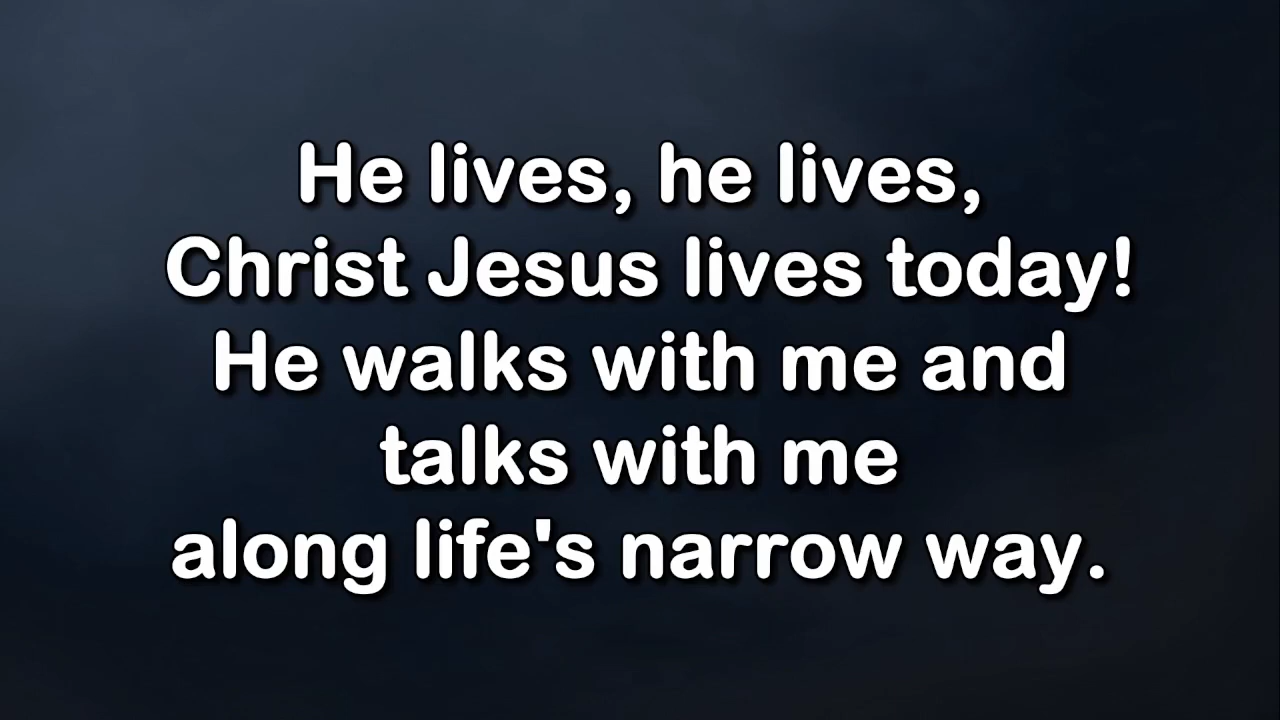 He lives, he lives,
Christ Jesus lives today!
He walks with me and
talks with me
along life's narrow way.